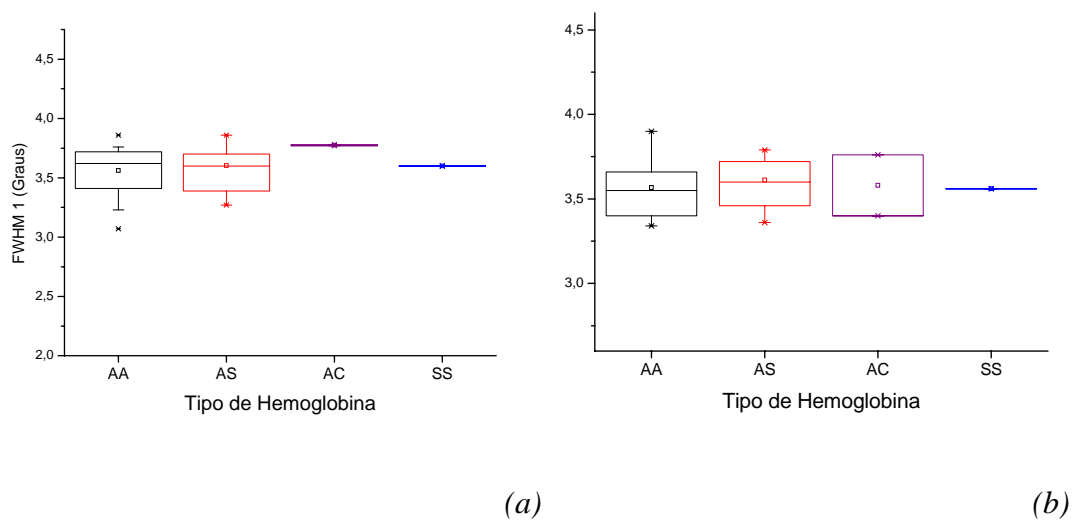 4,5
4,0
3,5
3,0
2,5
2,0
FWHM 1 (Graus)
AA AS AC SS
Tipo de Hemoglobina
(a)
4,5
4,0
3,5
3,0
AA AS AC SS
Tipo de Hemoglobina
(b)